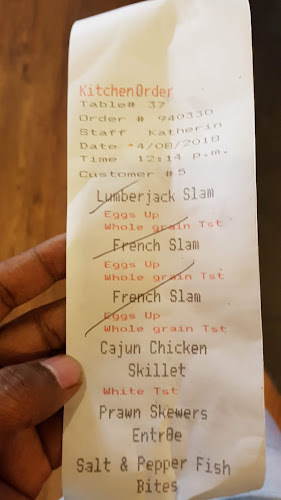 KitchenOrder
Table# 37
Order # 940330
Staff Katherin
Date 4/08/2018
Time 12:14 p.m.
Customer #5
Lumberjack Slam
Eggs Up
Whole grain Tst
French Slam
Eggs Up
Whole grain Tst
French Slam
Eggs Up
Whole grain Tst
Cajun Chicken
Skillet
White Tst
Prawn Skewers
Entr0e
Salt & Pepper Fish
Bites